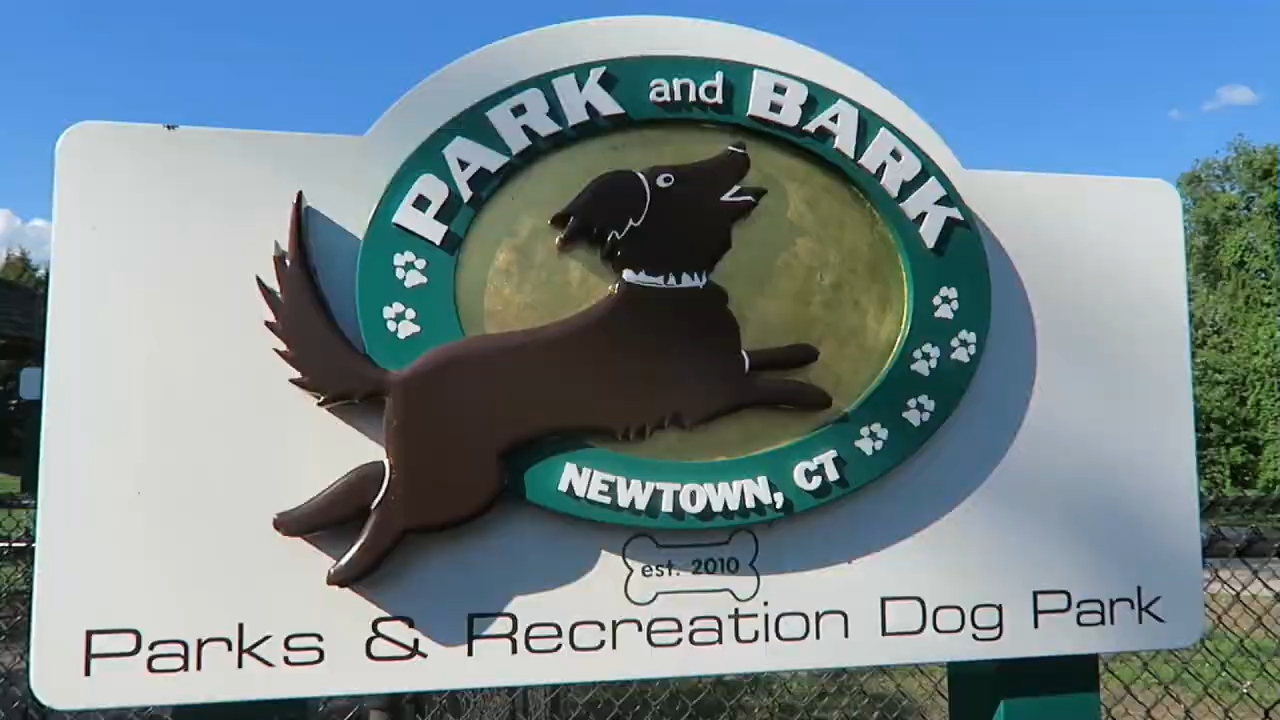 PARK and BARK
NEWTOWN, CT
est. 2010
Parks & Recreation Dog Park